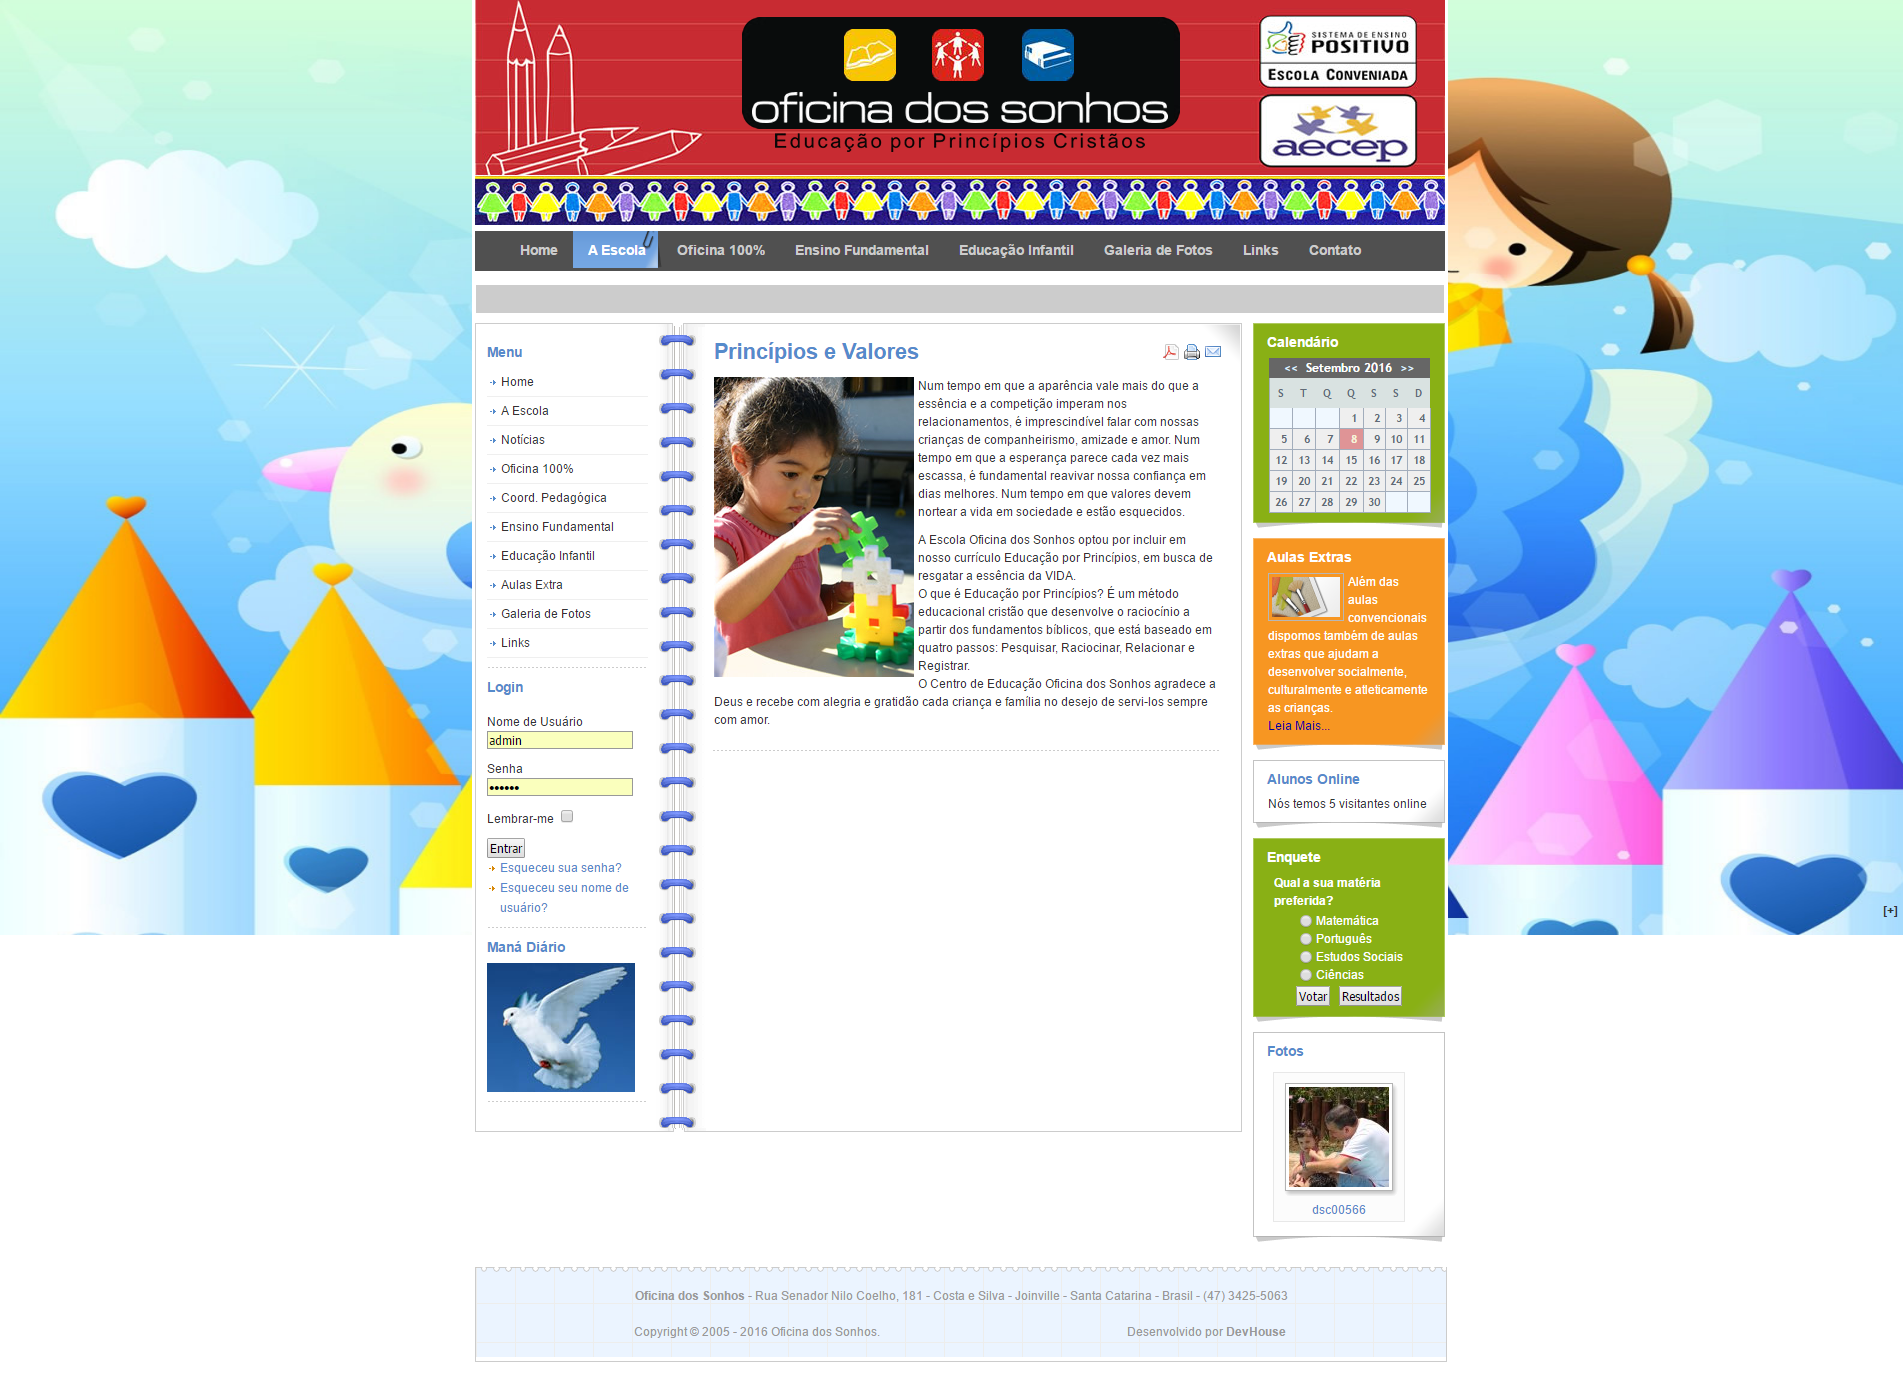 SISTEMA DE ENSINO
POSITIVO
ESCOLA CONVENIADA
oficina dos sonhos
Educação por Princípios Cristãos
aecep
Home A Escola Oficina 100% Ensino Fundamental Educação Infantil Galeria de Fotos Links Contato
Menu
Home
A Escola
Notícias
Oficina 100%
Coord. Pedagógica
Ensino Fundamental
Educação Infantil
Aulas Extra
Galeria de Fotos
Links
Login
Nome de Usuário
admin
Senha
••••••
Lembrar-me
Entrar
Esqueceu sua senha?
Esqueceu seu nome de
usuário?
Maná Diário
Princípios e Valores
Num tempo em que a aparência vale mais do que a
essência e a competição imperam nos
relacionamentos, é imprescindível falar com nossas
crianças de companheirismo, amizade e amor. Num
tempo em que a esperança parece cada vez mais
escassa, é fundamental reavivar nossa confiança em
dias melhores. Num tempo em que valores devem
nortear a vida em sociedade e estão esquecidos.
A Escola Oficina dos Sonhos optou por incluir em
nosso currículo Educação por Princípios, em busca de
resgatar a essência da VIDA.
O que é Educação por Princípios? É um método
educacional cristão que desenvolve o raciocínio a
partir dos fundamentos bíblicos, que está baseado em
quatro passos: Pesquisar, Raciocinar, Relacionar e
Registrar.
O Centro de Educação Oficina dos Sonhos agradece a
Deus e recebe com alegria e gratidão cada criança e família no desejo de servi-los sempre
com amor.
Calendário
<< Setembro 2016 >>
S T Q Q S S D
1 2 3 4
5 6 7 8 9 10 11
12 13 14 15 16 17 18
19 20 21 22 23 24 25
26 27 28 29 30
Aulas Extras
Além das
aulas
convencionais
dispomos também de aulas
extras que ajudam a
desenvolver socialmente,
culturalmente e atleticamente
as crianças.
Leia Mais...
Alunos Online
Nós temos 5 visitantes online
Enquete
Qual a sua matéria
preferida?
Matemática
Português
Estudos Sociais
Ciências
Votar Resultados
Fotos
dsc00566
[+]
Oficina dos Sonhos - Rua Senador Nilo Coelho, 181 - Costa e Silva - Joinville - Santa Catarina - Brasil - (47) 3425-5063
Copyright © 2005 - 2016 Oficina dos Sonhos. Desenvolvido por DevHouse